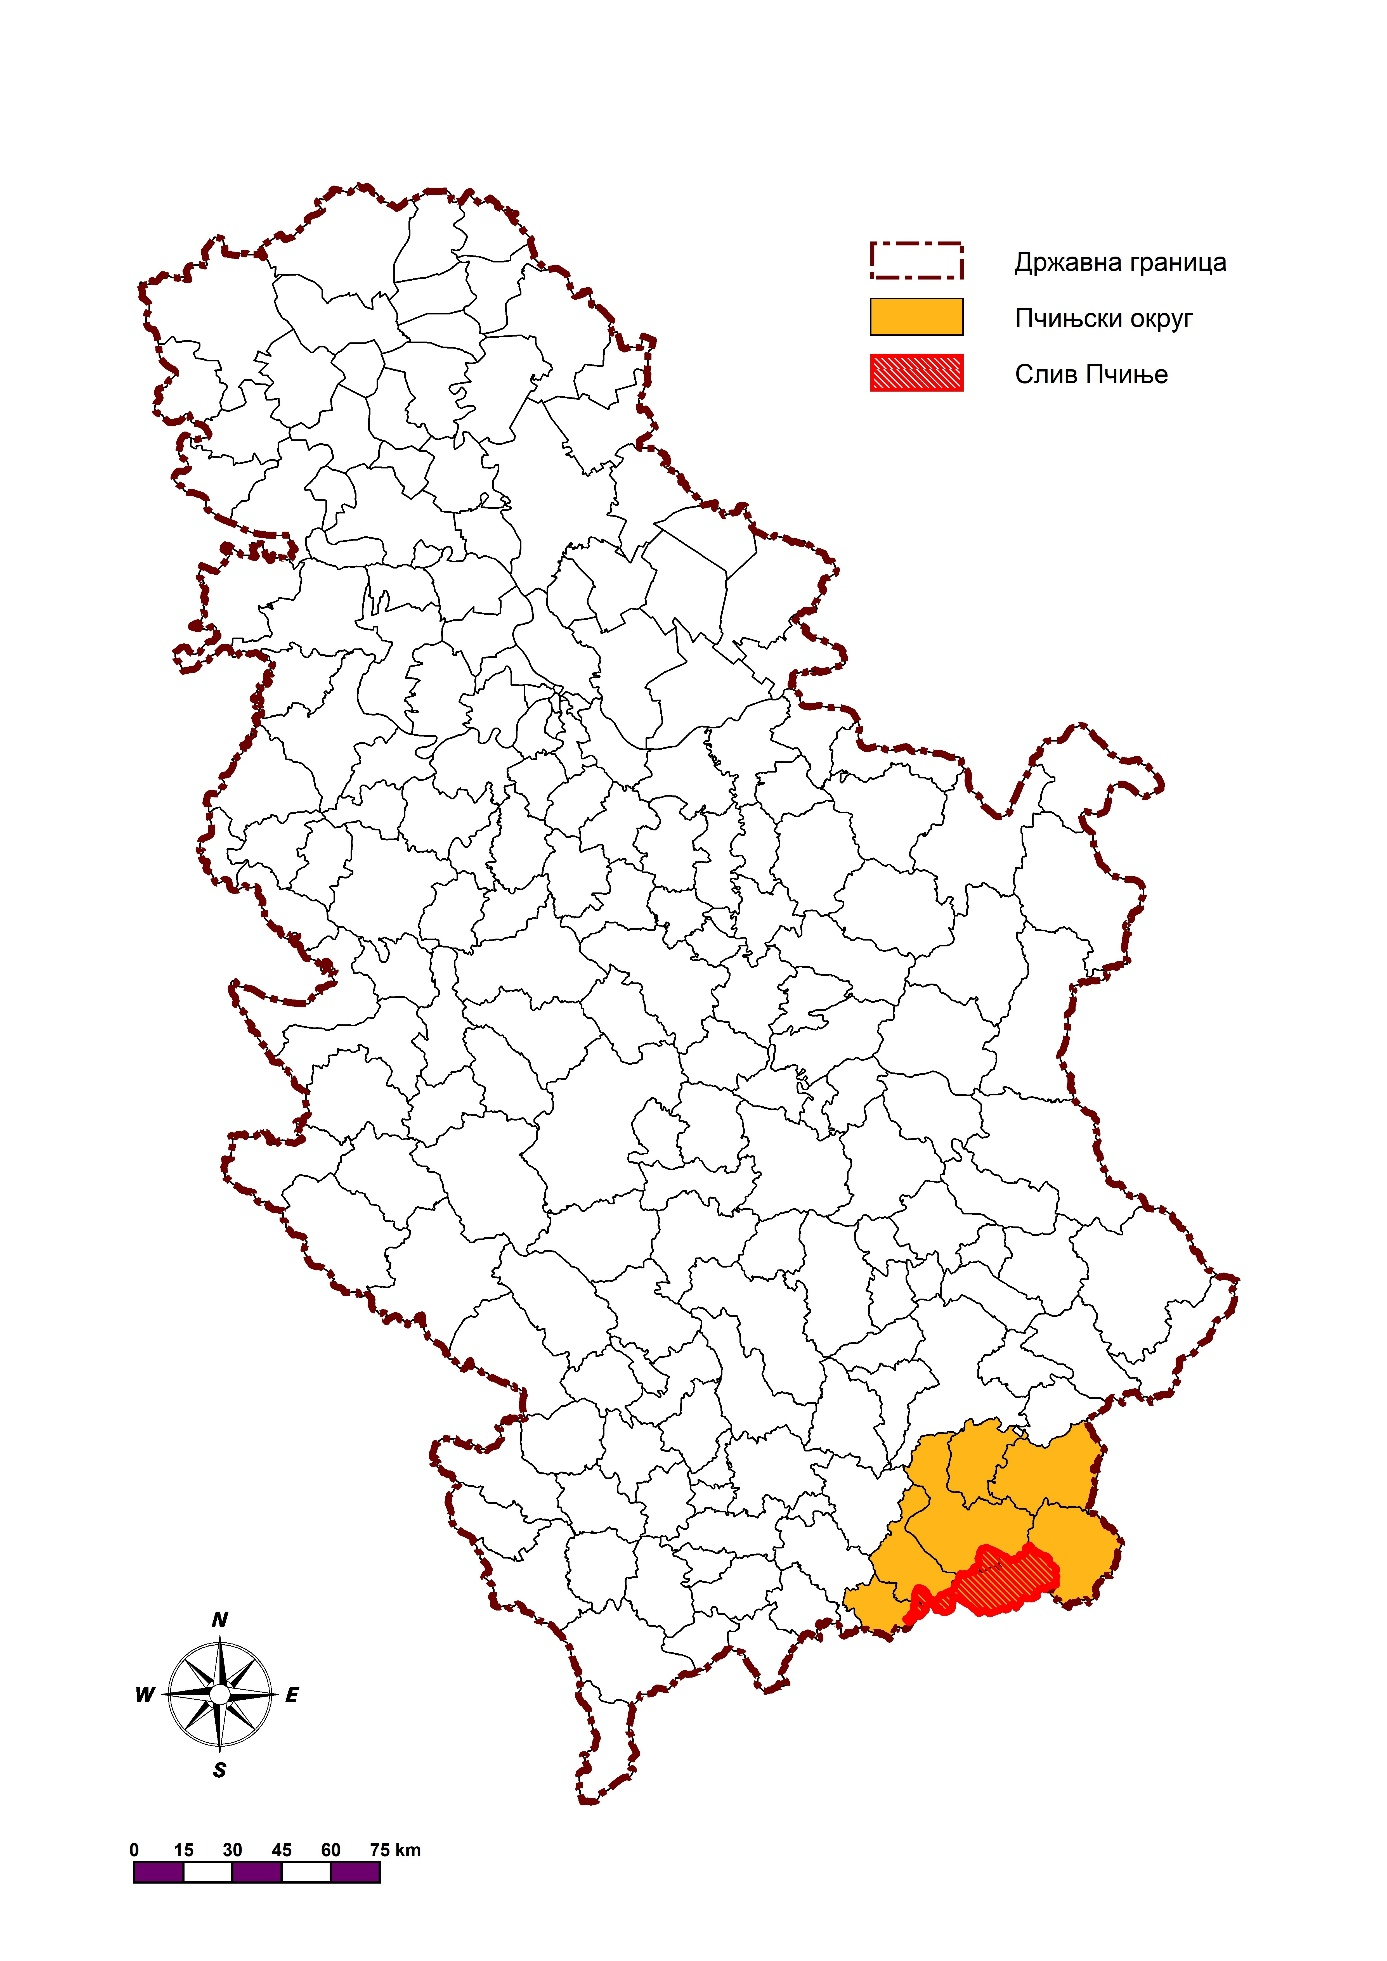 Државна граница
Пчињски округ
Слив Пчиње
N
W E
S
0 15 30 45 60 75 km